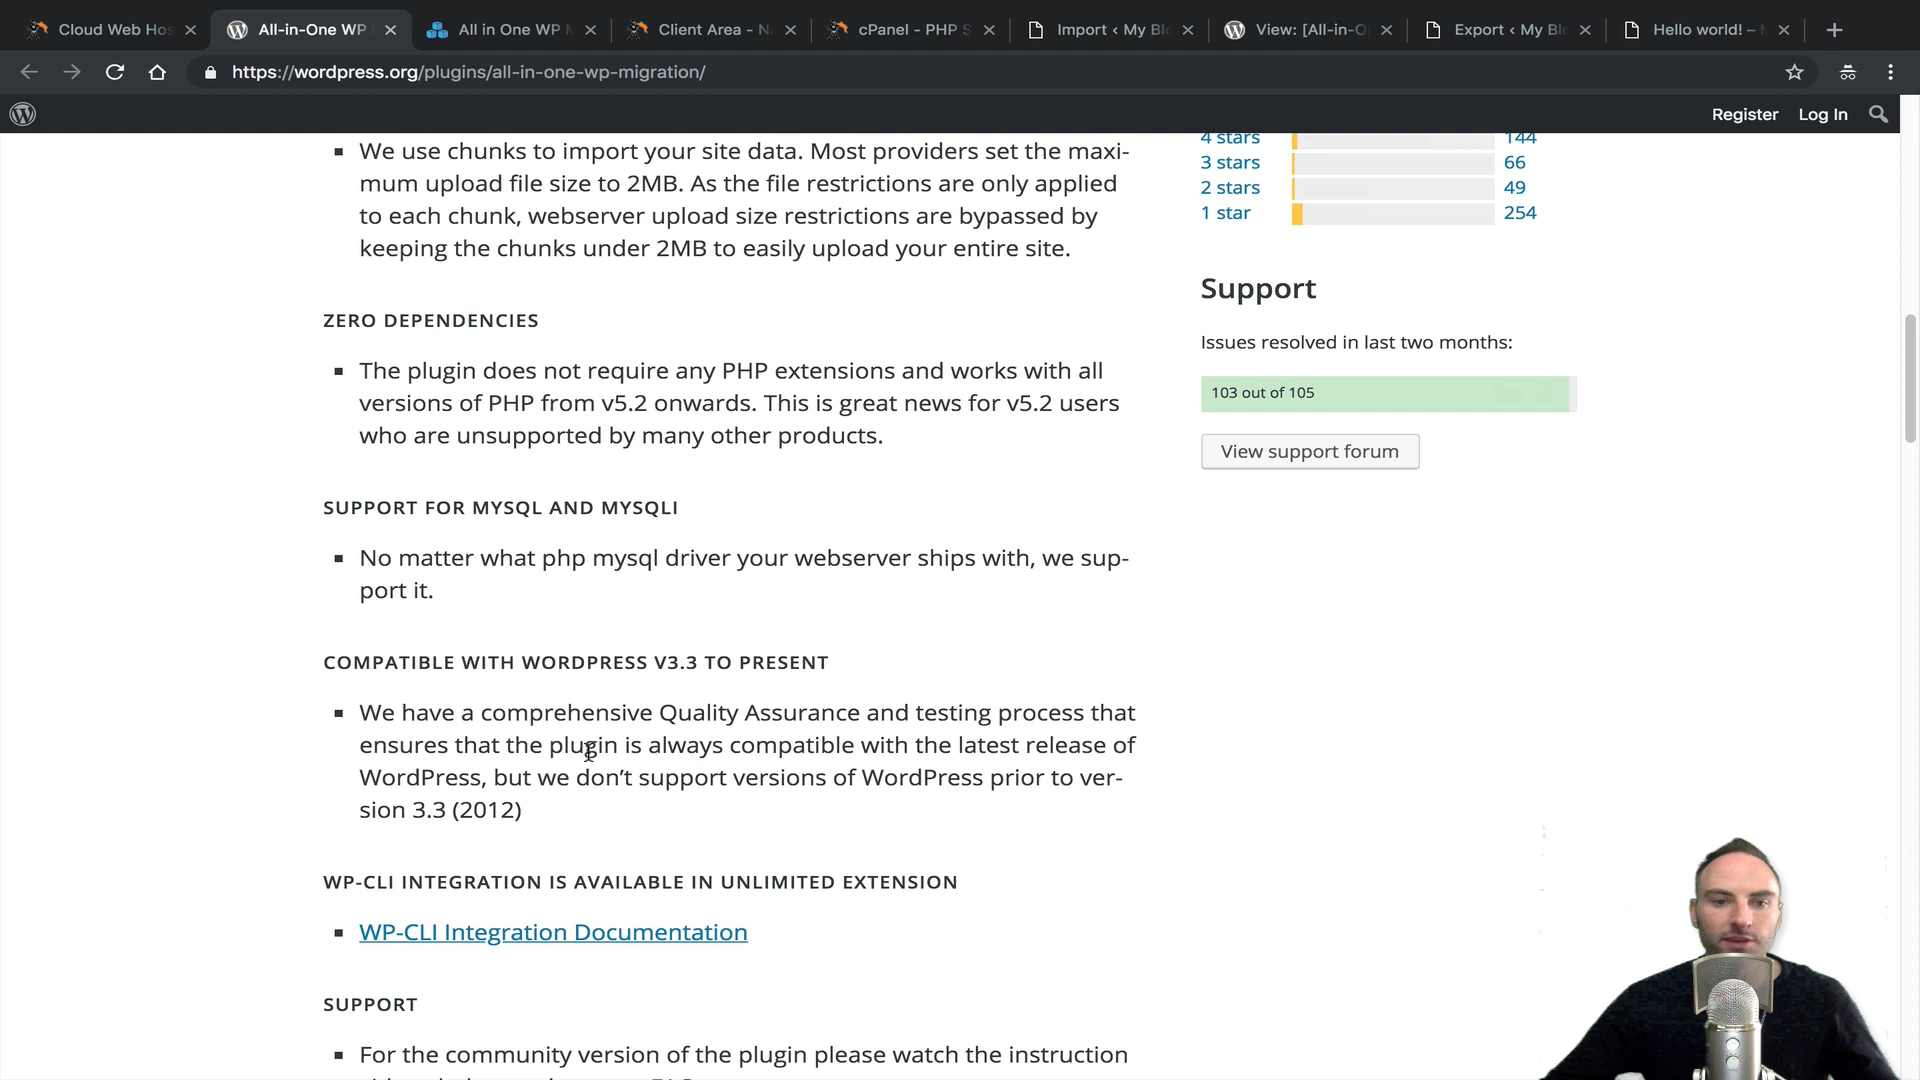 Cloud Web Hos
All-in-One WP
All in One WP M
Client Area - N
cPanel - PHP S
Import ‹ My Blo
View: [All-in-O
Export ‹ My Blo
Hello world! –
https://wordpress.org/plugins/all-in-one-wp-migration/
Register Log In
We use chunks to import your site data. Most providers set the maxi-
mum upload file size to 2MB. As the file restrictions are only applied
to each chunk, webserver upload size restrictions are bypassed by
keeping the chunks under 2MB to easily upload your entire site.
ZERO DEPENDENCIES
The plugin does not require any PHP extensions and works with all
versions of PHP from v5.2 onwards. This is great news for v5.2 users
who are unsupported by many other products.
SUPPORT FOR MYSQL AND MYSQLI
No matter what php mysql driver your webserver ships with, we sup-
port it.
COMPATIBLE WITH WORDPRESS V3.3 TO PRESENT
We have a comprehensive Quality Assurance and testing process that
ensures that the plugin is always compatible with the latest release of
WordPress, but we don’t support versions of WordPress prior to ver-
sion 3.3 (2012)
WP-CLI INTEGRATION IS AVAILABLE IN UNLIMITED EXTENSION
WP-CLI Integration Documentation
SUPPORT
For the community version of the plugin please watch the instruction
4 stars 144
3 stars 66
2 stars 49
1 star 254
Support
Issues resolved in last two months:
103 out of 105
View support forum